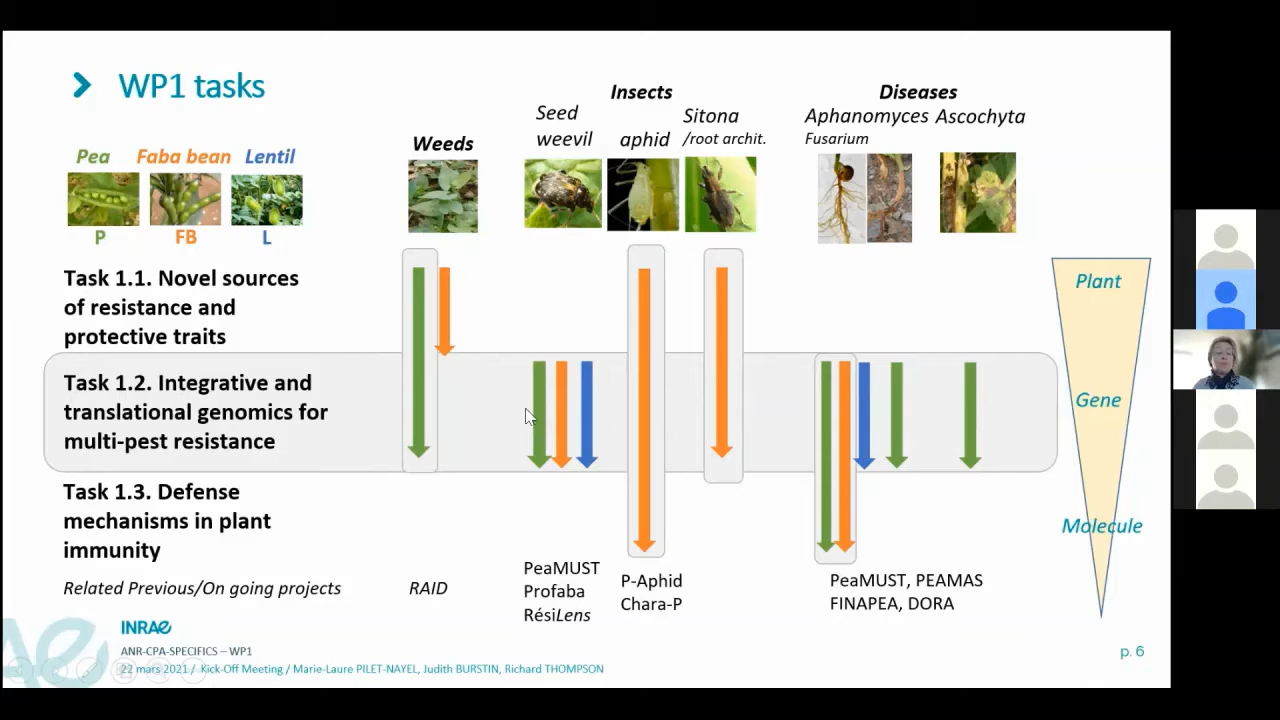 WP1 tasks
Pea Faba bean Lentil
P FB L
Weeds
Insects
Seed
weevil
aphid
Sitona
/root archit.
Diseases
Aphanomyces Ascochyta
Fusarium
Task 1.1. Novel sources
of resistance and
protective traits
Task 1.2. Integrative and
translational genomics for
multi-pest resistance
Task 1.3. Defense
mechanisms in plant
immunity
Plant
Gene
Molecule
Related Previous/On going projects
RAID
PeaMUST
Profaba
RésiLens
P-Aphid
Chara-P
PeaMUST, PEAMAS
FINAPEA, DORA
INRAE
ANR-CPA-SPECIFICS – WP1
22 mars 2021 / Kick-Off Meeting / Marie-Laure PILET-NAYEL, Judith BURSTIN, Richard THOMPSON
p. 6